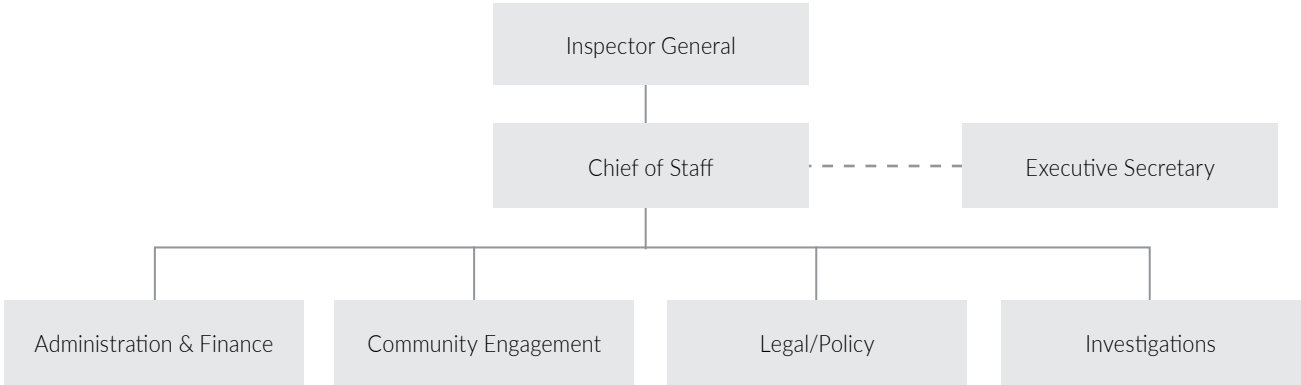 Inspector General
Chief of Staff
Executive Secretary
Administration & Finance
Community Engagement
Legal/Policy
Investigations